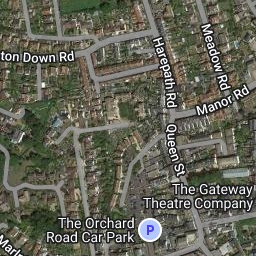 ton Down Rd
Harepath Rd
Meadow Rd
Manor Rd
Queen St
The Gateway
Theatre Company
The Orchard
Road Car Park
P
Marl